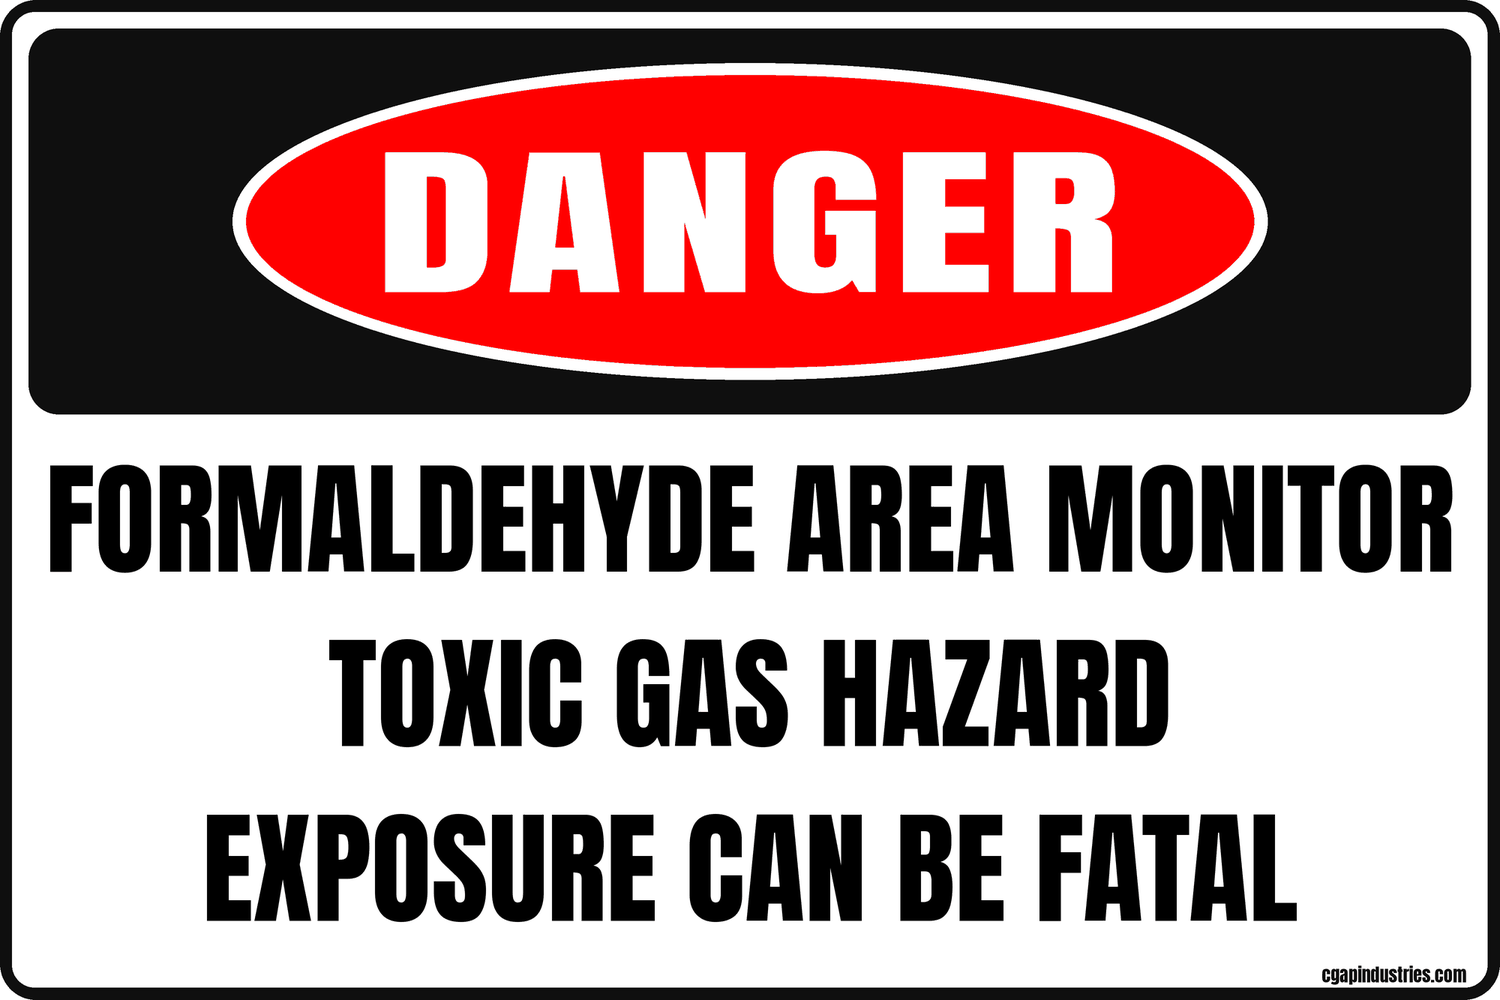 DANGER
FORMALDEHYDE AREA MONITOR
TOXIC GAS HAZARD
EXPOSURE CAN BE FATAL
cgapindustries.com